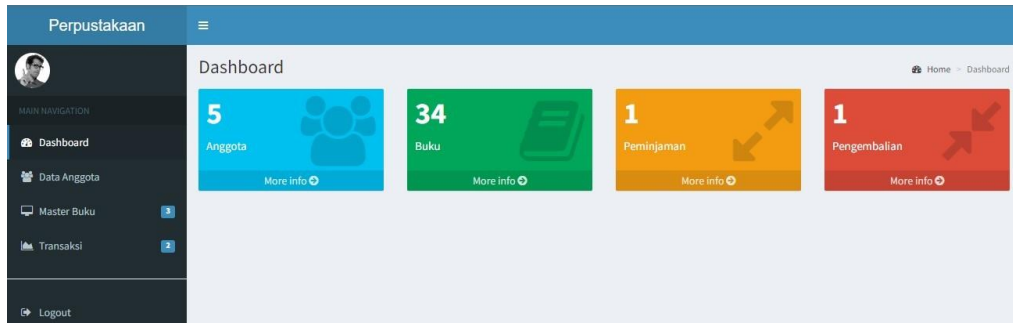 Perpustakaan
Dashboard
Home > Dashboard
MAIN NAVIGATION
Dashboard
Data Anggota
Master Buku 3
Transaksi 2
Logout
5
Anggota
More info
34
Buku
More info
1
Peminjaman
More info
1
Pengembalian
More info